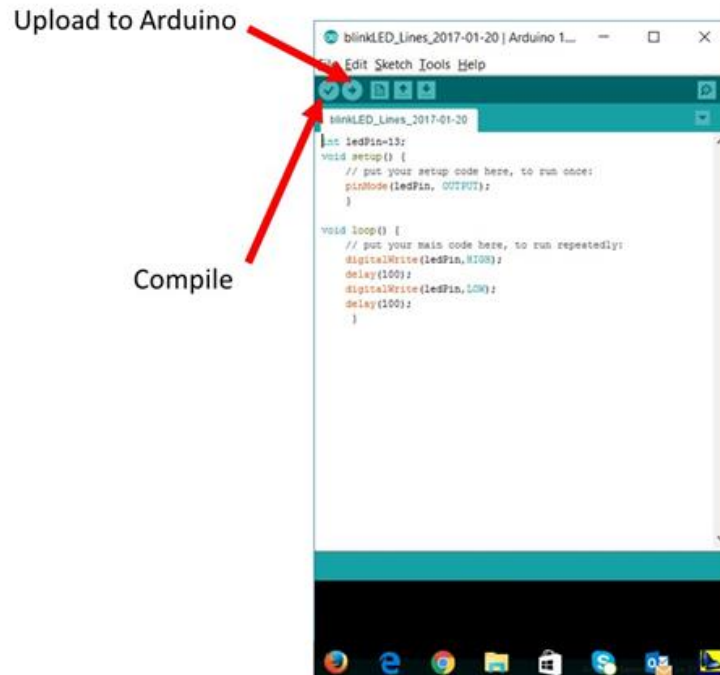 Upload to Arduino
blinkLED_Lines_2017-01-20 | Arduino 1...
File Edit Sketch Tools Help
blinkLED_Lines_2017-01-20
int ledPin=13;
void setup() {
// put your setup code here, to run once:
pinMode(ledPin, OUTPUT);
}
void loop() {
// put your main code here, to run repeatedly:
digitalWrite(ledPin,HIGH);
delay(100);
digitalWrite(ledPin,LOW);
delay(100);
}
Compile